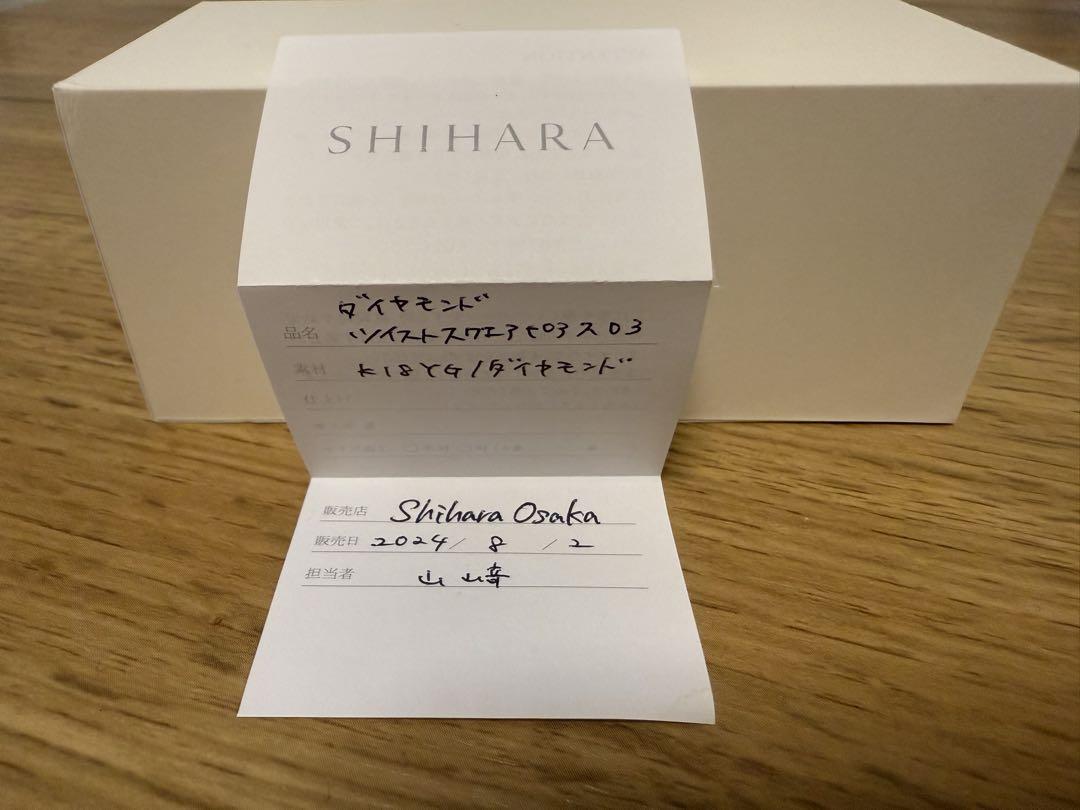 SHIHARA
ダイヤモンド
品名 ツイストスクエアピアス03
素材 K18YG/ダイヤモンド
販売店 Shihara Osaka
販売日 2024/8/2
担当者 山﨑